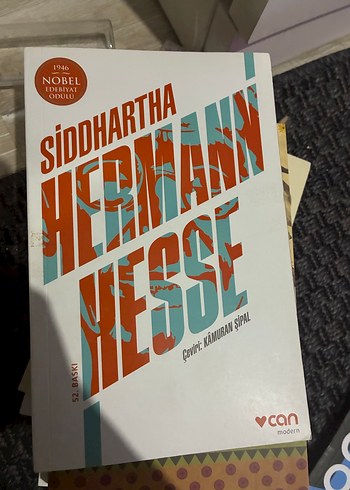 1946
NOBEL
EDEBİYAT
ÖDÜLÜ
SİDDHARTHA
HERMANN
HESSE
Çeviri: KÂMURAN ŞİPAL
52. BASKI
can
modern